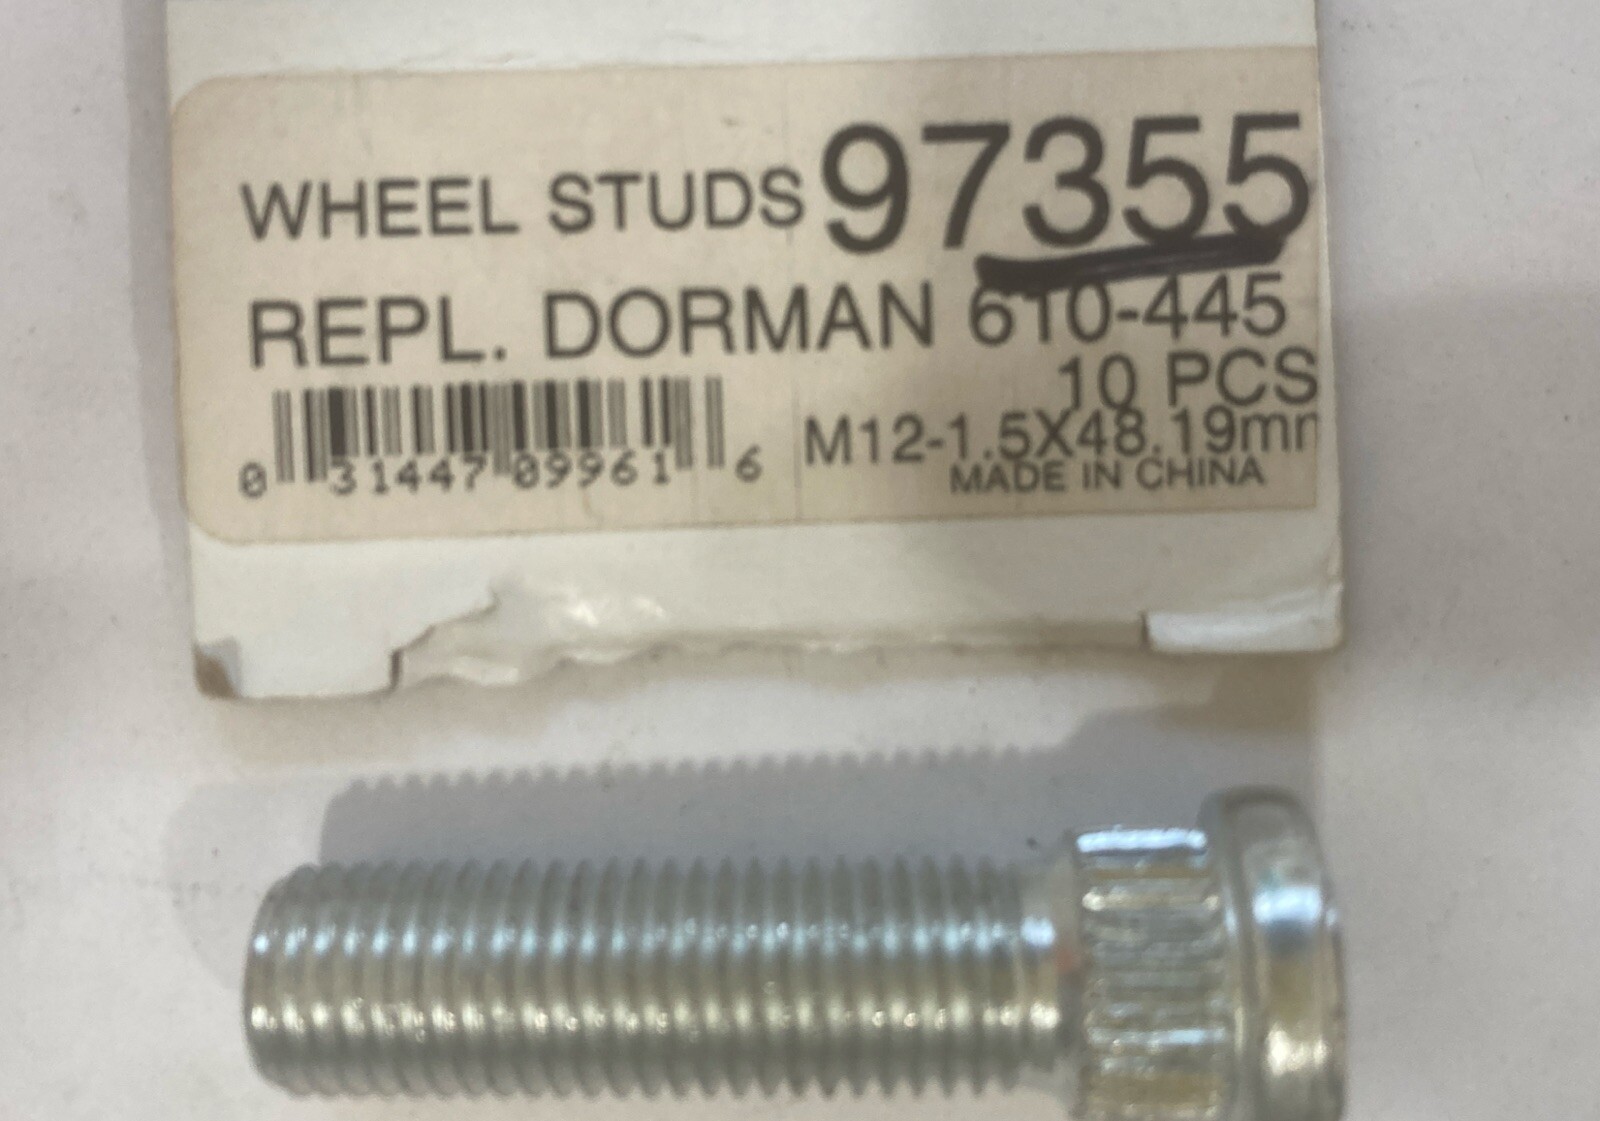 WHEEL STUDS 97355
REPL. DORMAN 610-445
10 PCS
M12-1.5X48.19mm
0 31447 09961 6
MADE IN CHINA